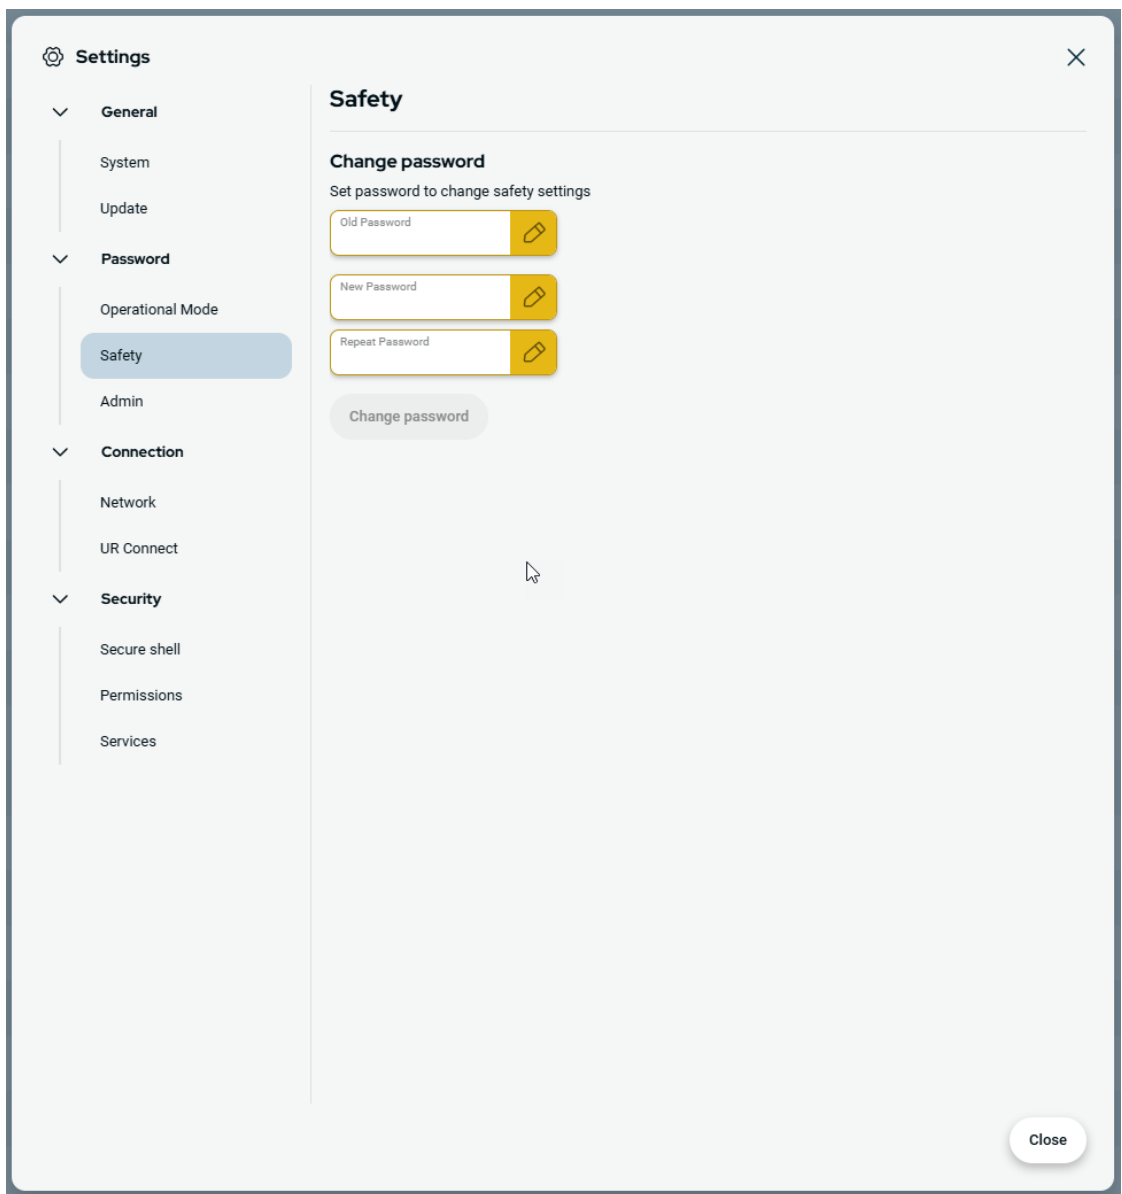 Settings
General
System
Update
Password
Operational Mode
Safety
Admin
Connection
Network
UR Connect
Security
Secure shell
Permissions
Services
Safety
Change password
Set password to change safety settings
Old Password
New Password
Repeat Password
Change password
Close